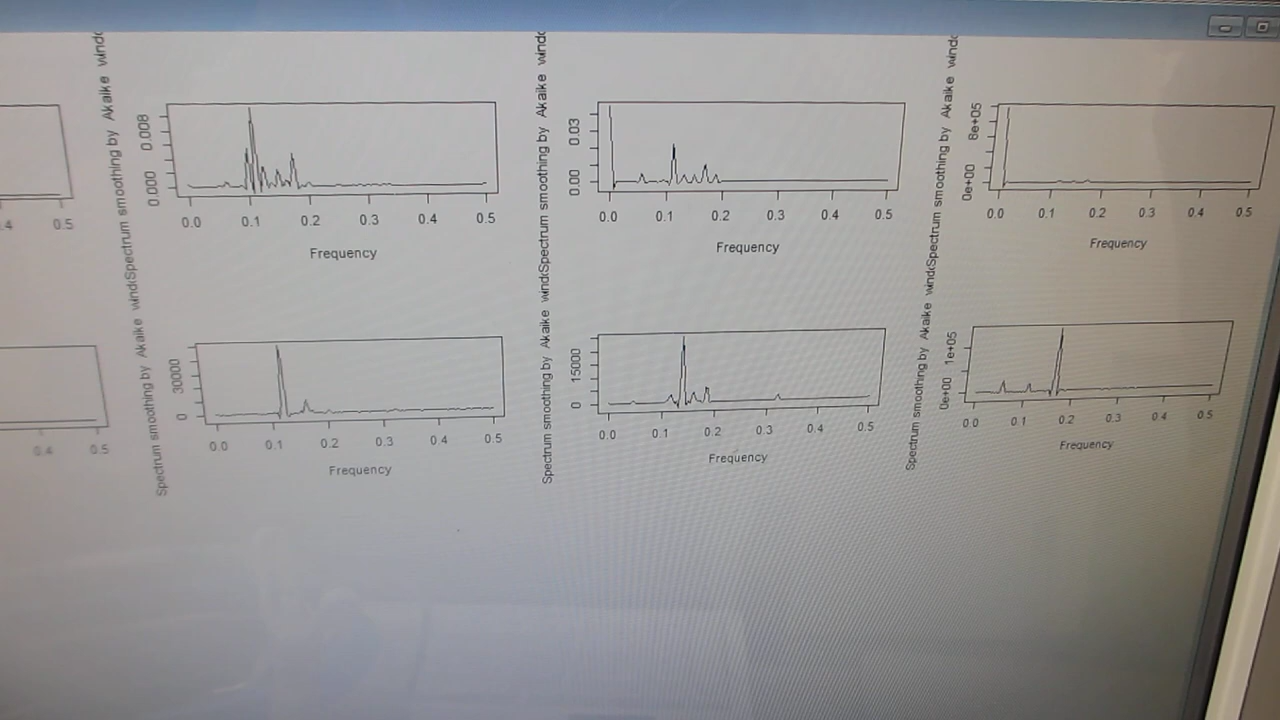 Spectrum smoothing by Akaike wind
0.000 0.008
0.0 0.1 0.2 0.3 0.4 0.5
Frequency
Spectrum smoothing by Akaike wind
0.00 0.03
0.0 0.1 0.2 0.3 0.4 0.5
Frequency
Spectrum smoothing by Akaike wind
0e+00 6e+05
0.0 0.1 0.2 0.3 0.4 0.5
Frequency
.4 0.5
Spectrum smoothing by Akaike wind
0 30000
0.0 0.1 0.2 0.3 0.4 0.5
Frequency
Spectrum smoothing by Akaike wind
0 15000
0.0 0.1 0.2 0.3 0.4 0.5
Frequency
Spectrum smoothing by Akaike wind
0e+00 1e+05
0.0 0.1 0.2 0.3 0.4 0.5
Frequency
0.4 0.5